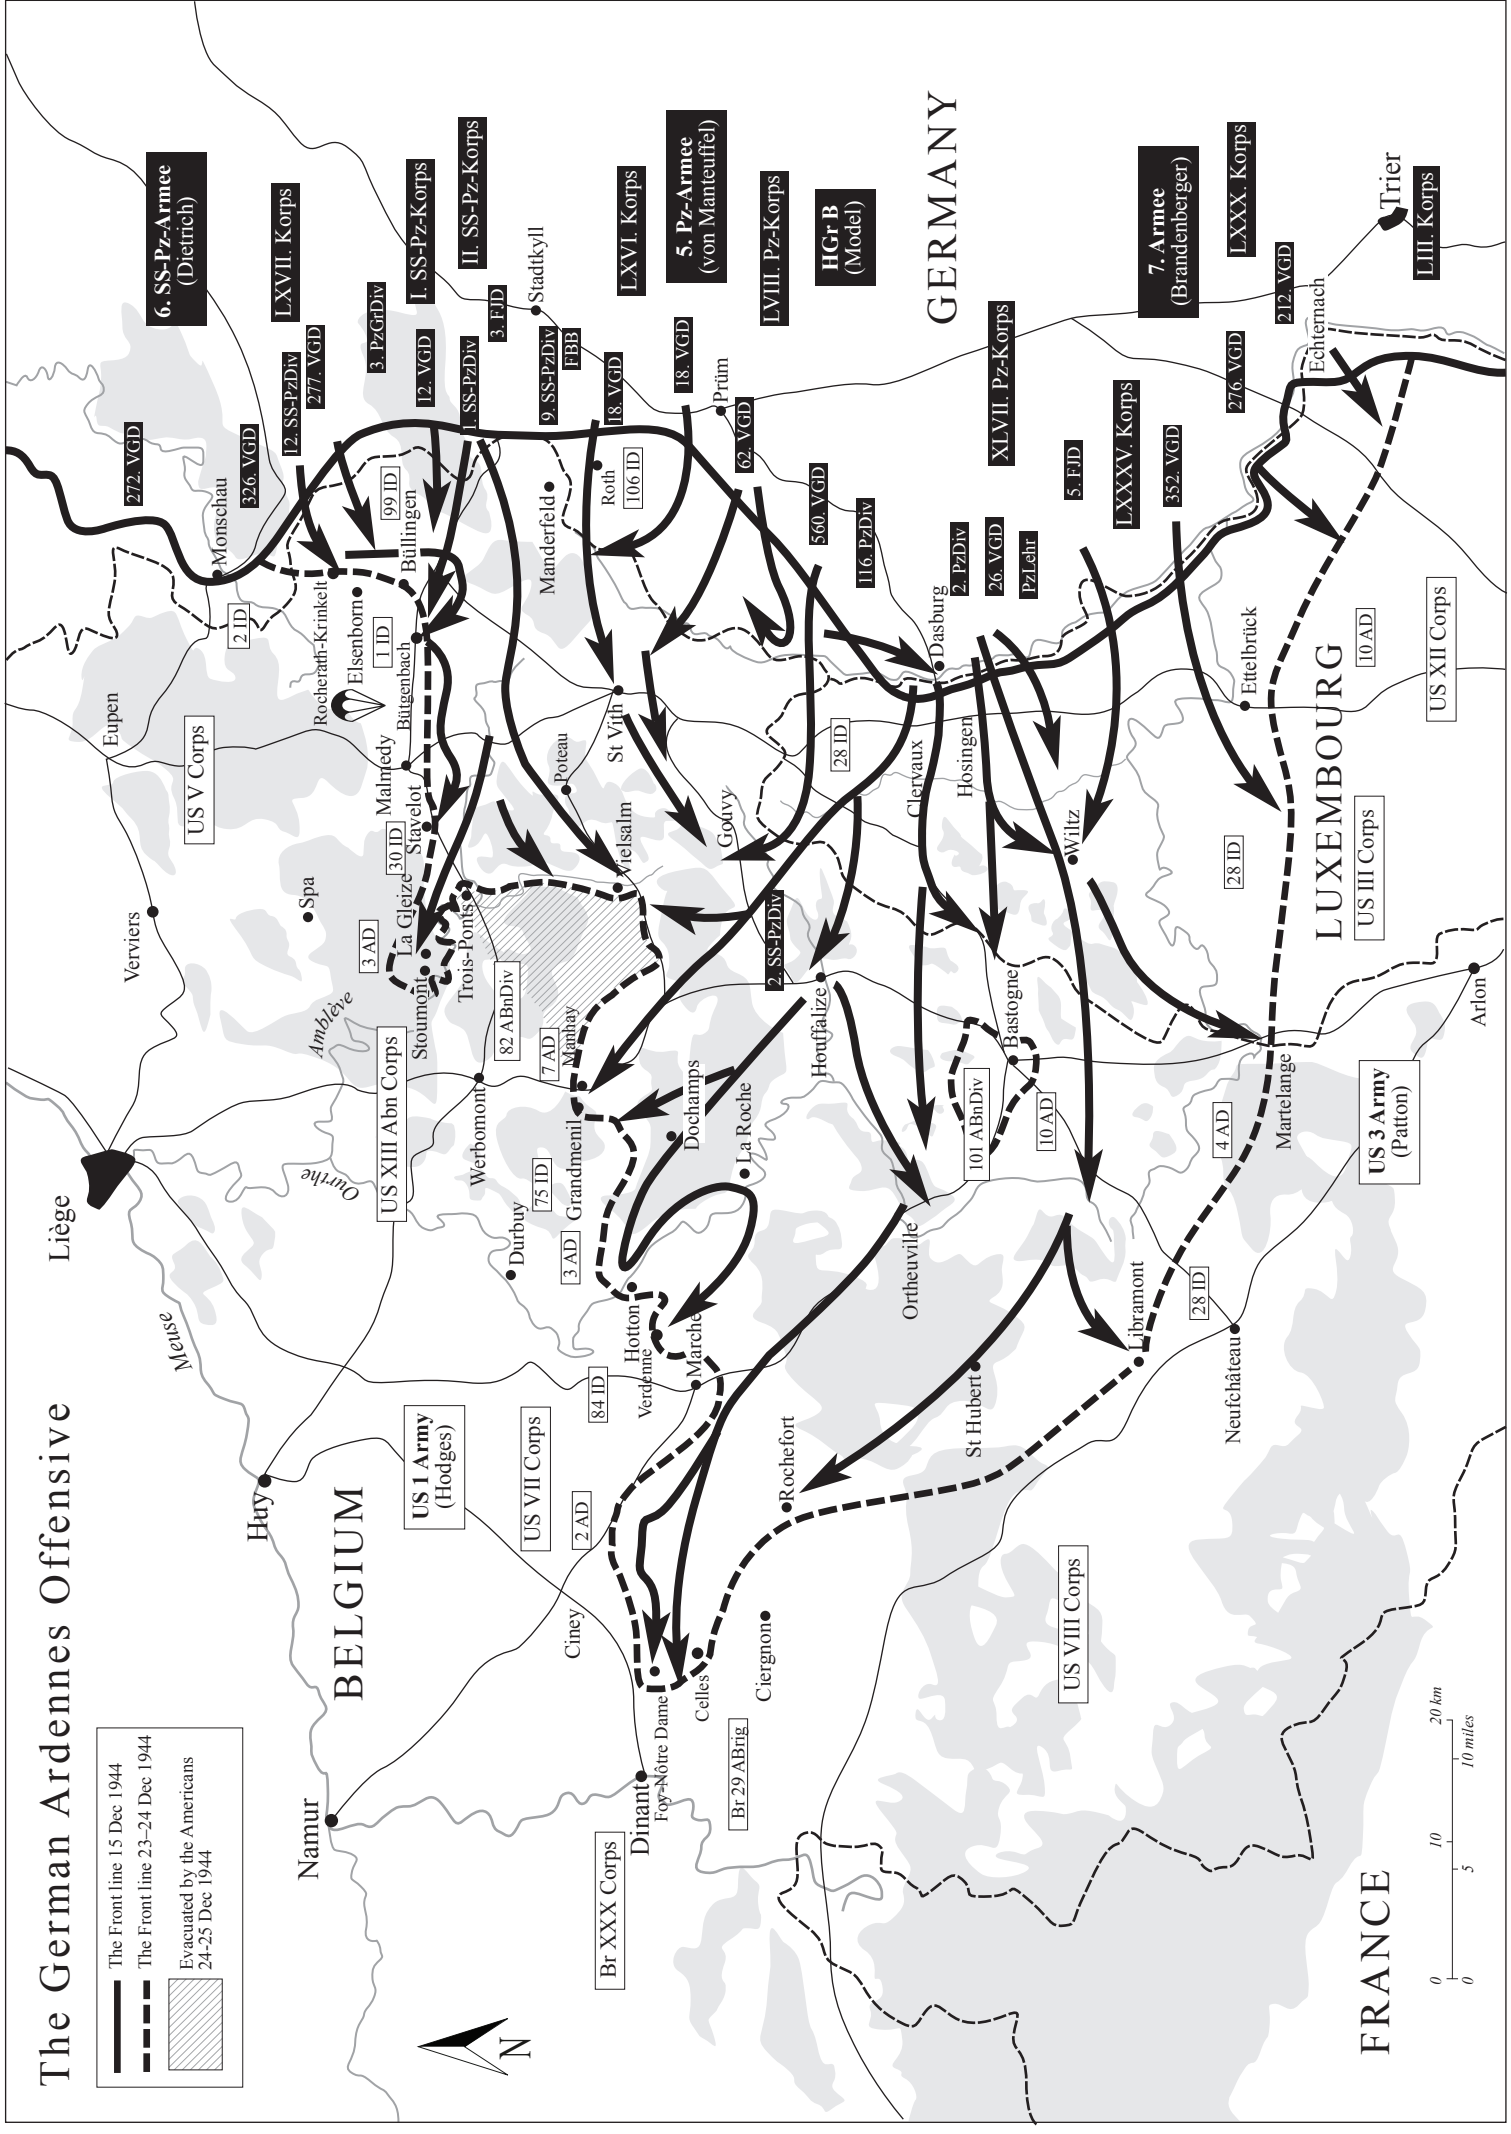 The German Ardennes Offensive
The Front line 15 Dec 1944
The Front line 23–24 Dec 1944
Evacuated by the Americans
24-25 Dec 1944
N
Namur
Huy
Liège
Meuse
BELGIUM
Verviers
Eupen
Spa
Monschau
272. VGD
326. VGD
6. SS-Pz-Armee
(Dietrich)
LXVII. Korps
12. SS-PzDiv
277. VGD
3. PzGrDiv
I. SS-Pz-Korps
12. VGD
II. SS-Pz-Korps
1. SS-PzDiv
3. FJD
Stadtkyll
9. SS-PzDiv
FBB
18. VGD
LXVI. Korps
5. Pz-Armee
(von Manteuffel)
18. VGD
Prüm
62. VGD
LVIII. Pz-Korps
HGr B
(Model)
560. VGD
116. PzDiv
GERMANY
2. PzDiv
26. VGD
PzLehr
XLVII. Pz-Korps
5. FJD
LXXXV. Korps
352. VGD
7. Armee
(Brandenberger)
LXXX. Korps
276. VGD
212. VGD
Echternach
Trier
LIII. Korps
US V Corps
2 ID
99 ID
1 ID
Rocherath-Krinkelt
Elsenborn
Büllingen
Bütgenbach
Malmedy
Stavelot
30 ID
La Gleize
3 AD
Stoumont
Trois-Ponts
Amblève
Ourthe
US XIII Abn Corps
Werbomont
82 ABnDiv
7 AD
Manhay
Manderfeld
Roth
106 ID
Poteau
St Vith
Vielsalm
Gouvy
28 ID
Dasburg
Clervaux
Hosingen
Wiltz
Ettelbrück
10 AD
US XII Corps
LUXEMBOURG
28 ID
US III Corps
2. SS-PzDiv
Houffalize
Bastogne
101 ABnDiv
10 AD
Martelange
Arlon
4 AD
US 3 Army
(Patton)
Grandmenil
75 ID
Durbuy
3 AD
Dochamps
La Roche
Hotton
Verdenne
Marche
84 ID
US 1 Army
(Hodges)
US VII Corps
2 AD
Ortheuville
Libramont
28 ID
Neufchâteau
St Hubert
Rochefort
Ciney
Ciergnon
Celles
Foy-Nôtre Dame
Dinant
Br 29 ABrig
Br XXX Corps
US VIII Corps
FRANCE
0 10 20 km
0 5 10 miles